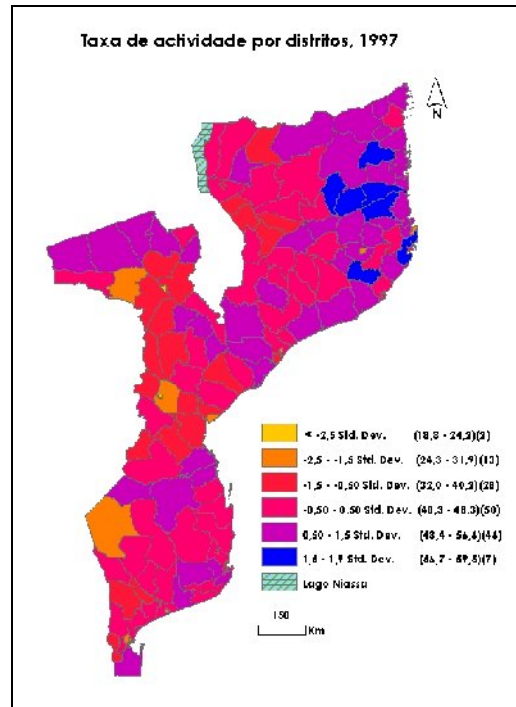 Taxa de actividade por distritos, 1997
N
< -2,5 Std. Dev. (18,8 - 24,2)(2)
-2,5 - -1,5 Std. Dev. (24,3 - 31,9)(13)
-1,5 - -0,50 Std. Dev. (32,0 - 40,2)(28)
-0,50 - 0.50 Std. Dev. (40,3 - 48.3)(50)
0,50 - 1,5 Std. Dev. (48,4 - 56,6)(46)
1,5 - 1,9 Std. Dev. (56,7 - 59,5)(7)
Lago Niassa
150
Km